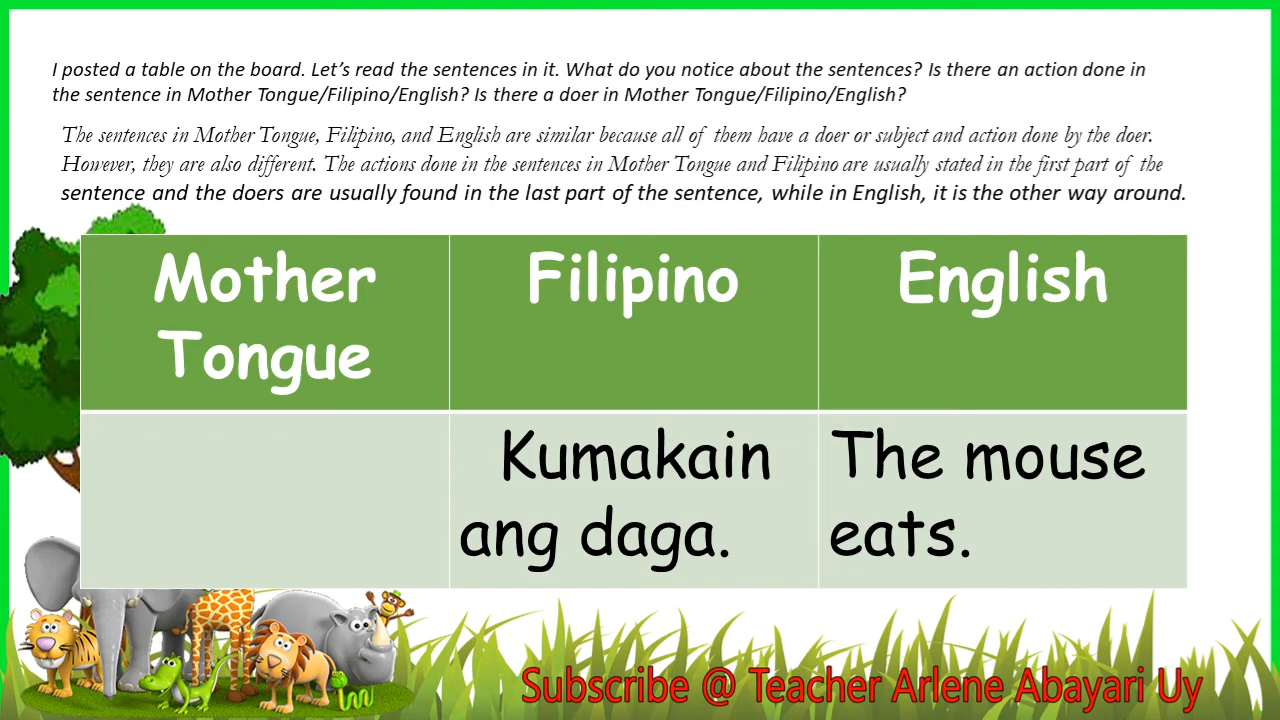 I posted a table on the board. Let’s read the sentences in it. What do you notice about the sentences? Is there an action done in
the sentence in Mother Tongue/Filipino/English? Is there a doer in Mother Tongue/Filipino/English?
The sentences in Mother Tongue, Filipino, and English are similar because all of them have a doer or subject and action done by the doer.
However, they are also different. The actions done in the sentences in Mother Tongue and Filipino are usually stated in the first part of the
sentence and the doers are usually found in the last part of the sentence, while in English, it is the other way around.
Mother
Tongue
Filipino
English
Kumakain
ang daga.
The mouse
eats.
Subscribe @ Teacher Arlene Abayari Uy